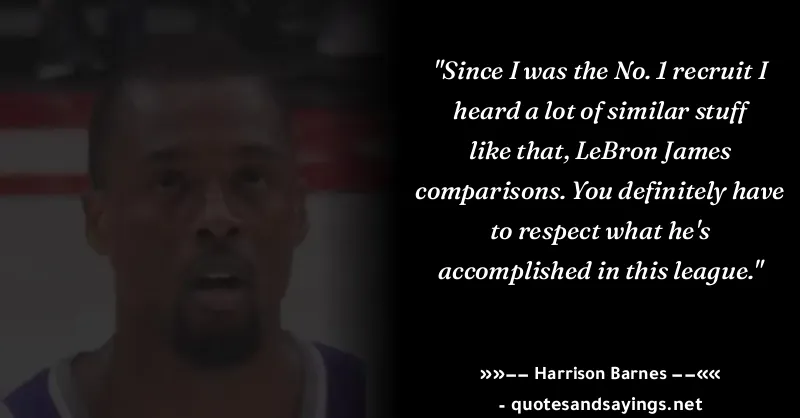 "Since I was the No. 1 recruit I
heard a lot of similar stuff
like that, LeBron James
comparisons. You definitely have
to respect what he's
accomplished in this league."
»»–– Harrison Barnes ––««
- quotesandsayings.net